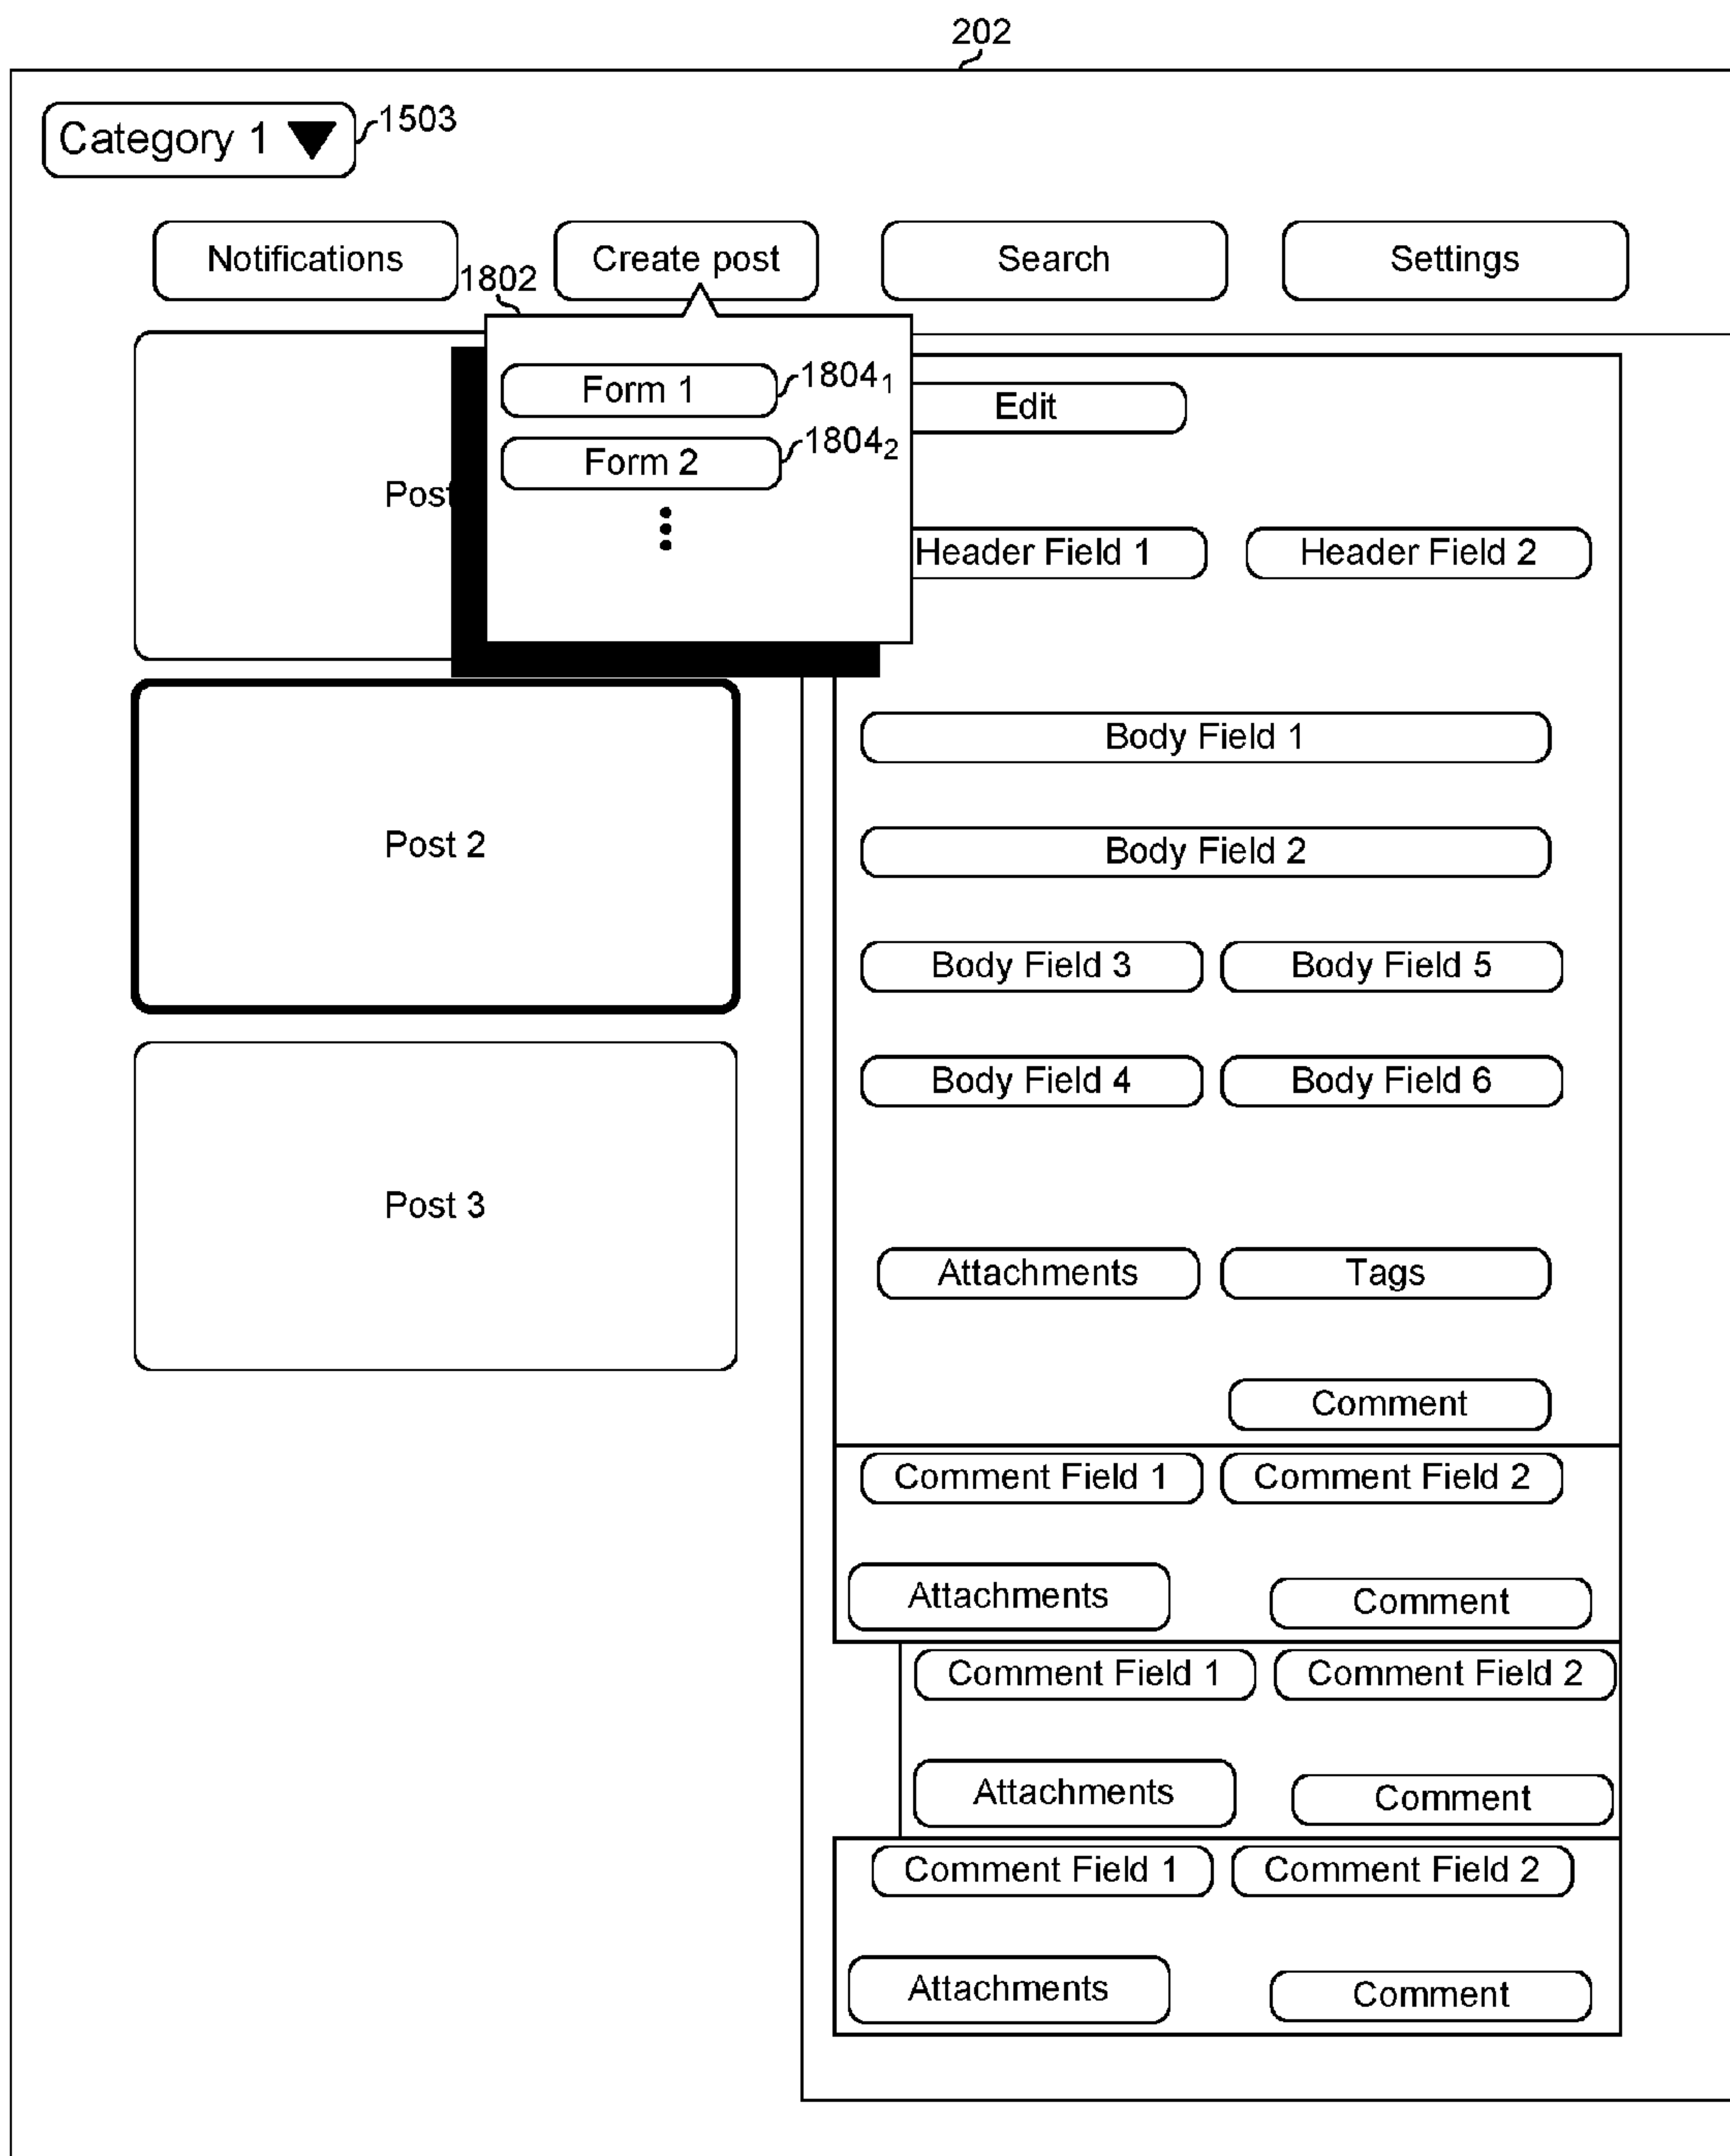 202
Category 1 1503
Notifications Create post Search Settings
1802
Form 1 1804₁
Edit
Form 2 1804₂
Post
Header Field 1 Header Field 2
Body Field 1
Post 2
Body Field 2
Body Field 3 Body Field 5
Body Field 4 Body Field 6
Post 3
Attachments Tags
Comment
Comment Field 1 Comment Field 2
Attachments Comment
Comment Field 1 Comment Field 2
Attachments Comment
Comment Field 1 Comment Field 2
Attachments Comment